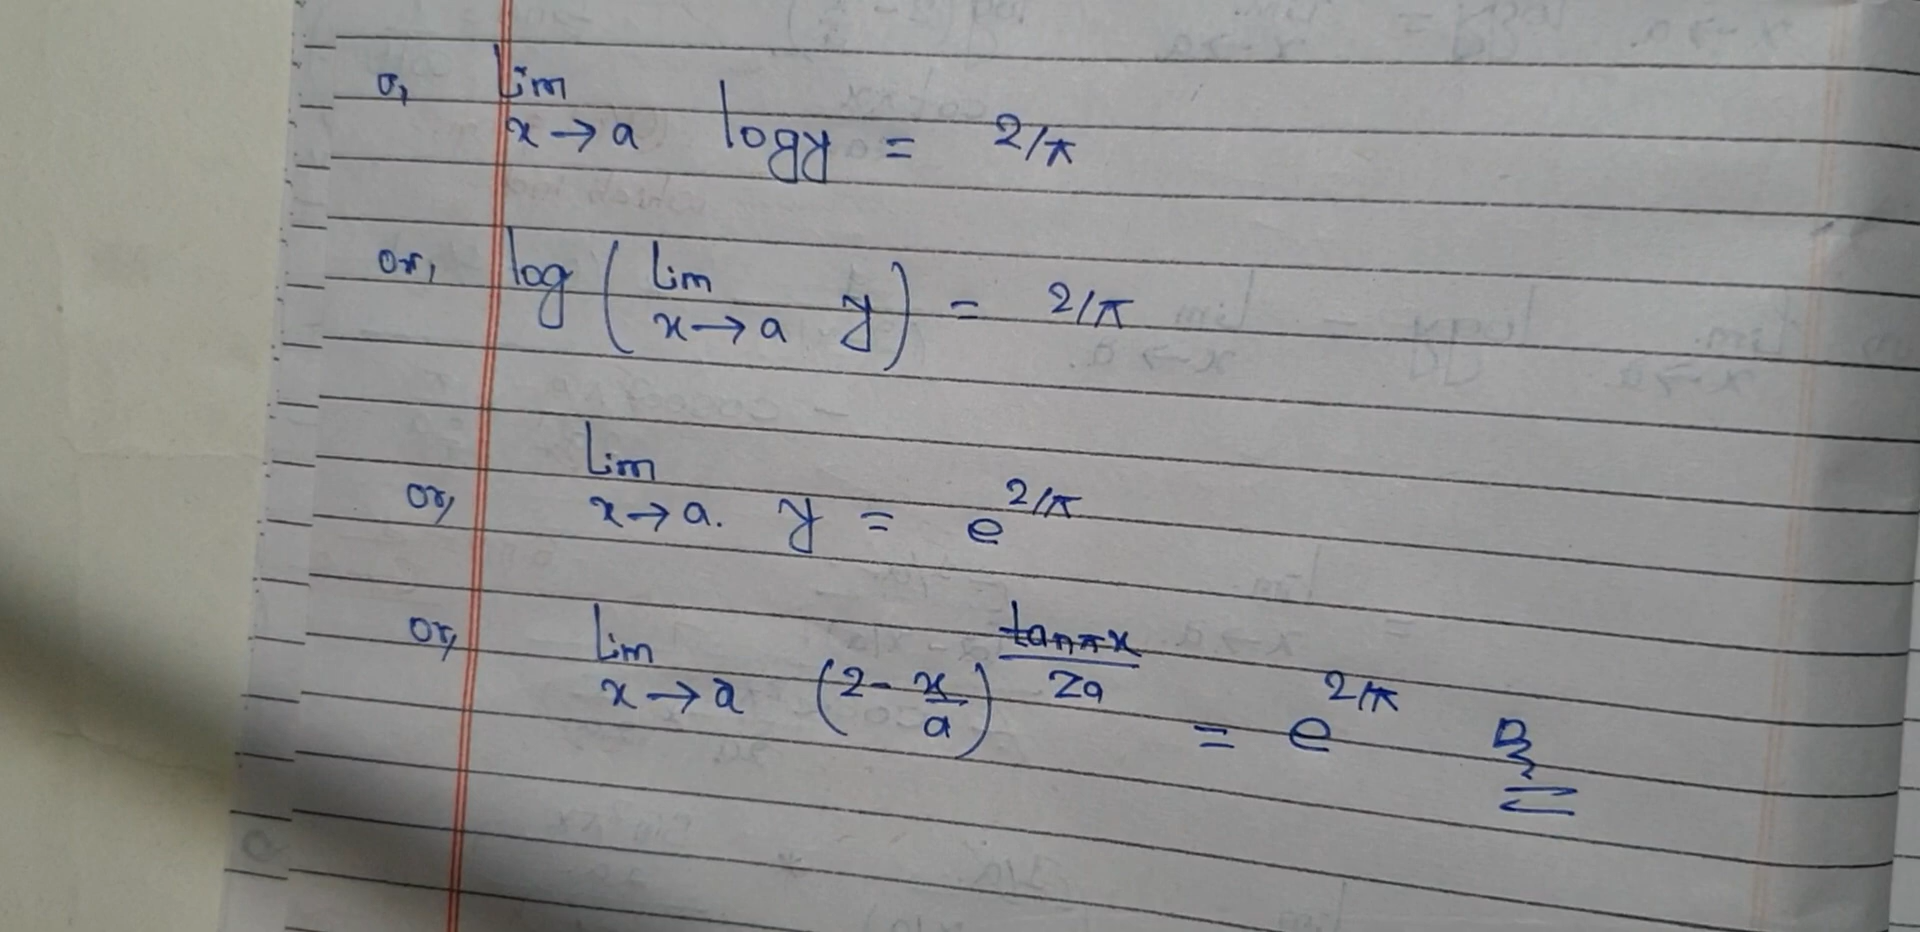 or, lim x→a log y = 2/π
or, log (lim x→a y) = 2/π
or, lim x→a. y = e^{2/π}
or, lim x→a (2 - x/a)^{tan πx / 2a} = e^{2/π}